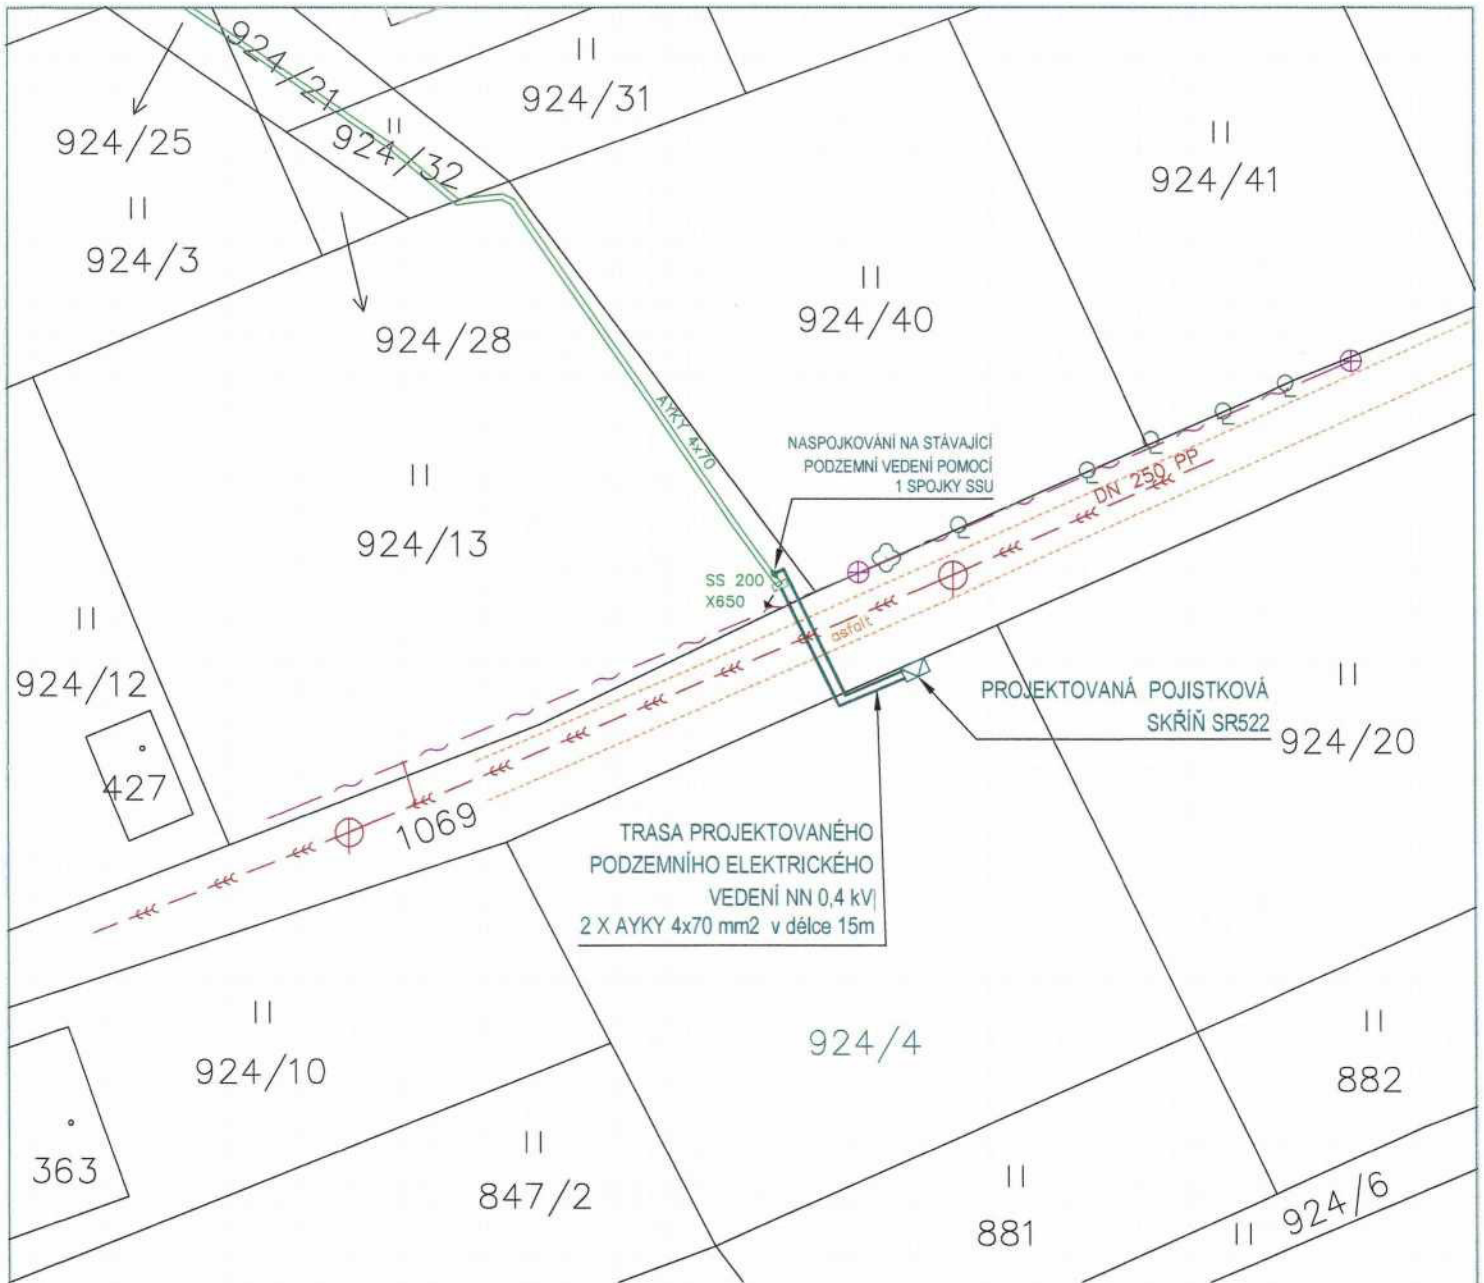 924/21
II
924/31
924/25
II
924/32
II
924/41
II
924/3
II
924/40
924/28
AYKY 4x70
NASPOJKOVÁNÍ NA STÁVAJÍCÍ
PODZEMNÍ VEDENÍ POMOCÍ
1 SPOJKY SSU
DN 250 PP
II
924/13
SS 200
X650
asfalt
II
924/12
427
PROJEKTOVANÁ POJISTKOVÁ
SKŘÍŇ SR522
II
924/20
1069
TRASA PROJEKTOVANÉHO
PODZEMNÍHO ELEKTRICKÉHO
VEDENÍ NN 0,4 kV
2 X AYKY 4x70 mm2 v délce 15m
II
924/10
924/4
II
882
363
II
847/2
II
881
II 924/6